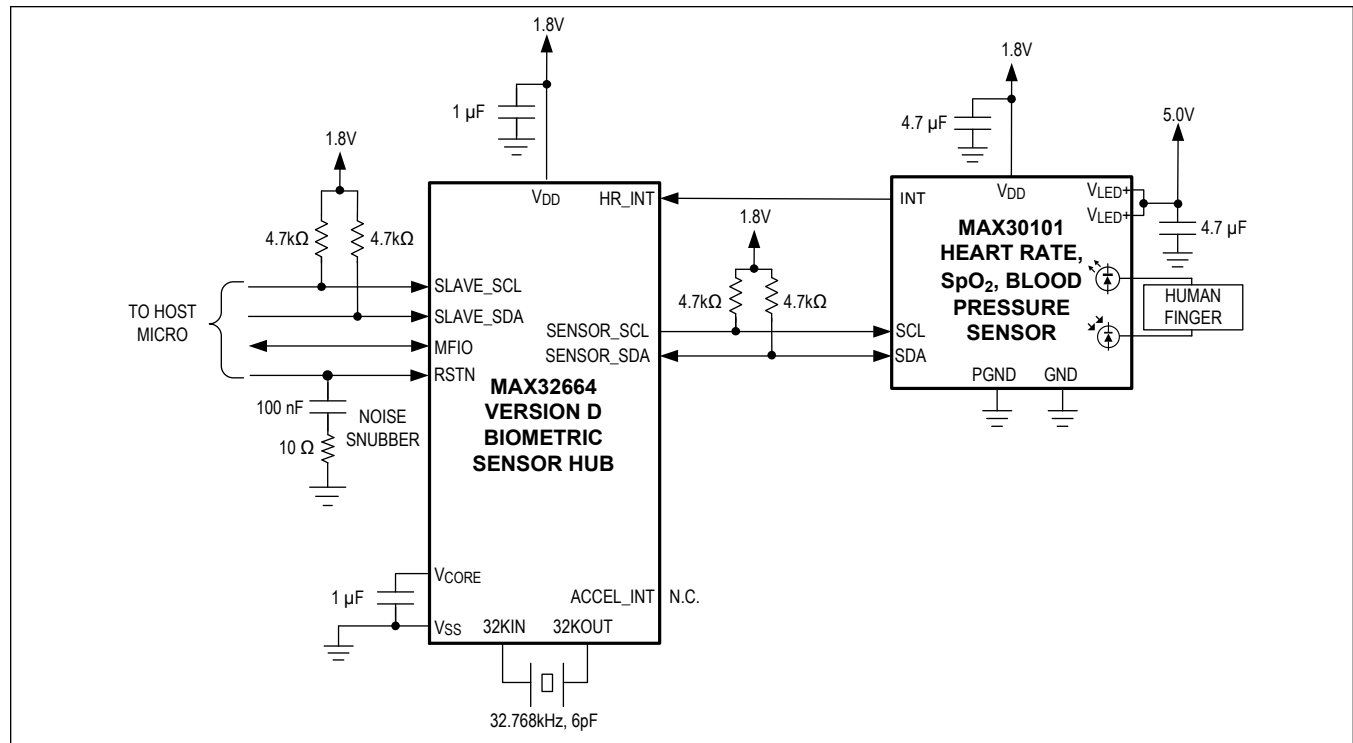 1.8V
1 µF
1.8V
4.7kΩ
4.7kΩ
TO HOST
MICRO
SLAVE_SCL
SLAVE_SDA
MFIO
RSTN
100 nF
10 Ω
NOISE
SNUBBER
VDD
HR_INT
SENSOR_SCL
SENSOR_SDA
MAX32664
VERSION D
BIOMETRIC
SENSOR HUB
VCORE
1 µF
VSS
32KIN
32KOUT
ACCEL_INT
N.C.
32.768kHz, 6pF
1.8V
4.7kΩ
4.7kΩ
1.8V
4.7 µF
5.0V
INT
VDD
VLED+
VLED+
4.7 µF
MAX30101
HEART RATE,
SpO₂, BLOOD
PRESSURE
SENSOR
HUMAN
FINGER
SCL
SDA
PGND
GND